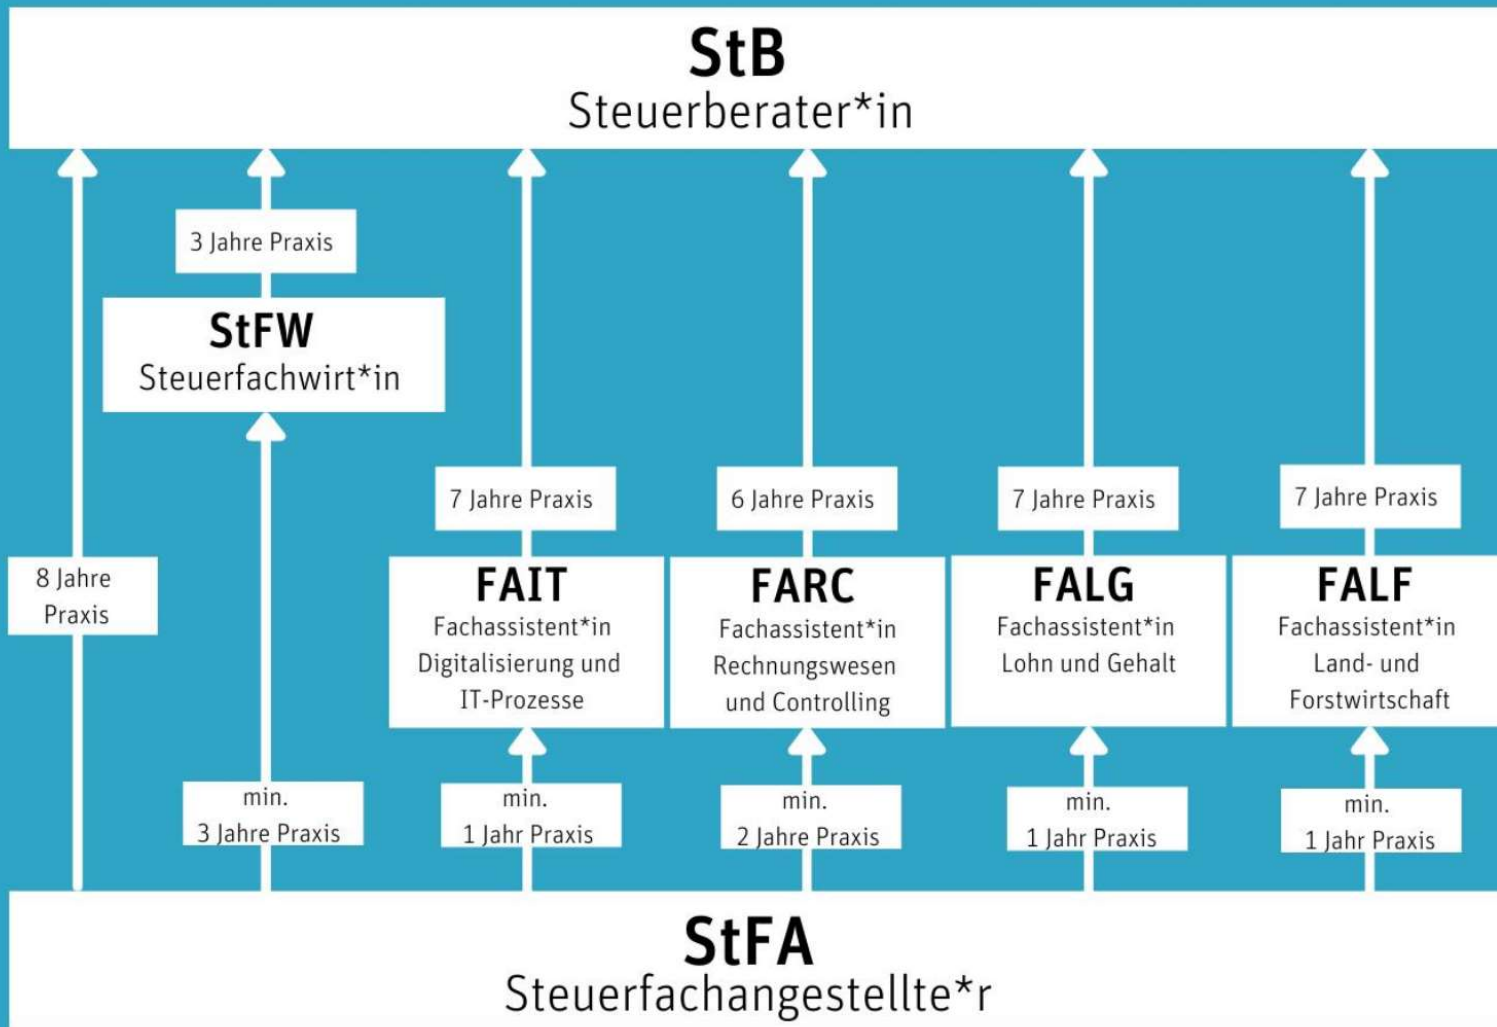 StB
Steuerberater*in
3 Jahre Praxis
StFW
Steuerfachwirt*in
7 Jahre Praxis
6 Jahre Praxis
7 Jahre Praxis
7 Jahre Praxis
8 Jahre
Praxis
FAIT
Fachassistent*in
Digitalisierung und
IT-Prozesse
FARC
Fachassistent*in
Rechnungswesen
und Controlling
FALG
Fachassistent*in
Lohn und Gehalt
FALF
Fachassistent*in
Land- und
Forstwirtschaft
min.
3 Jahre Praxis
min.
1 Jahr Praxis
min.
2 Jahre Praxis
min.
1 Jahr Praxis
min.
1 Jahr Praxis
StFA
Steuerfachangestellte*r